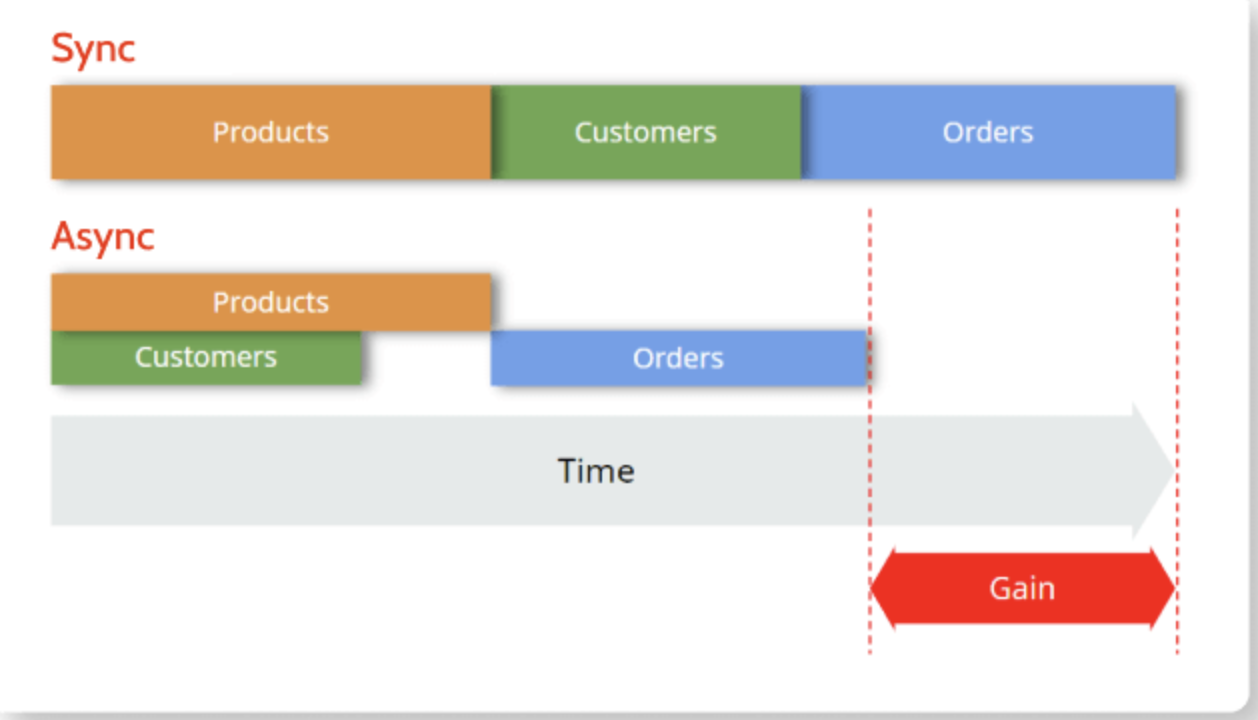 Sync
Products Customers Orders
Async
Products
Customers Orders
Time
Gain